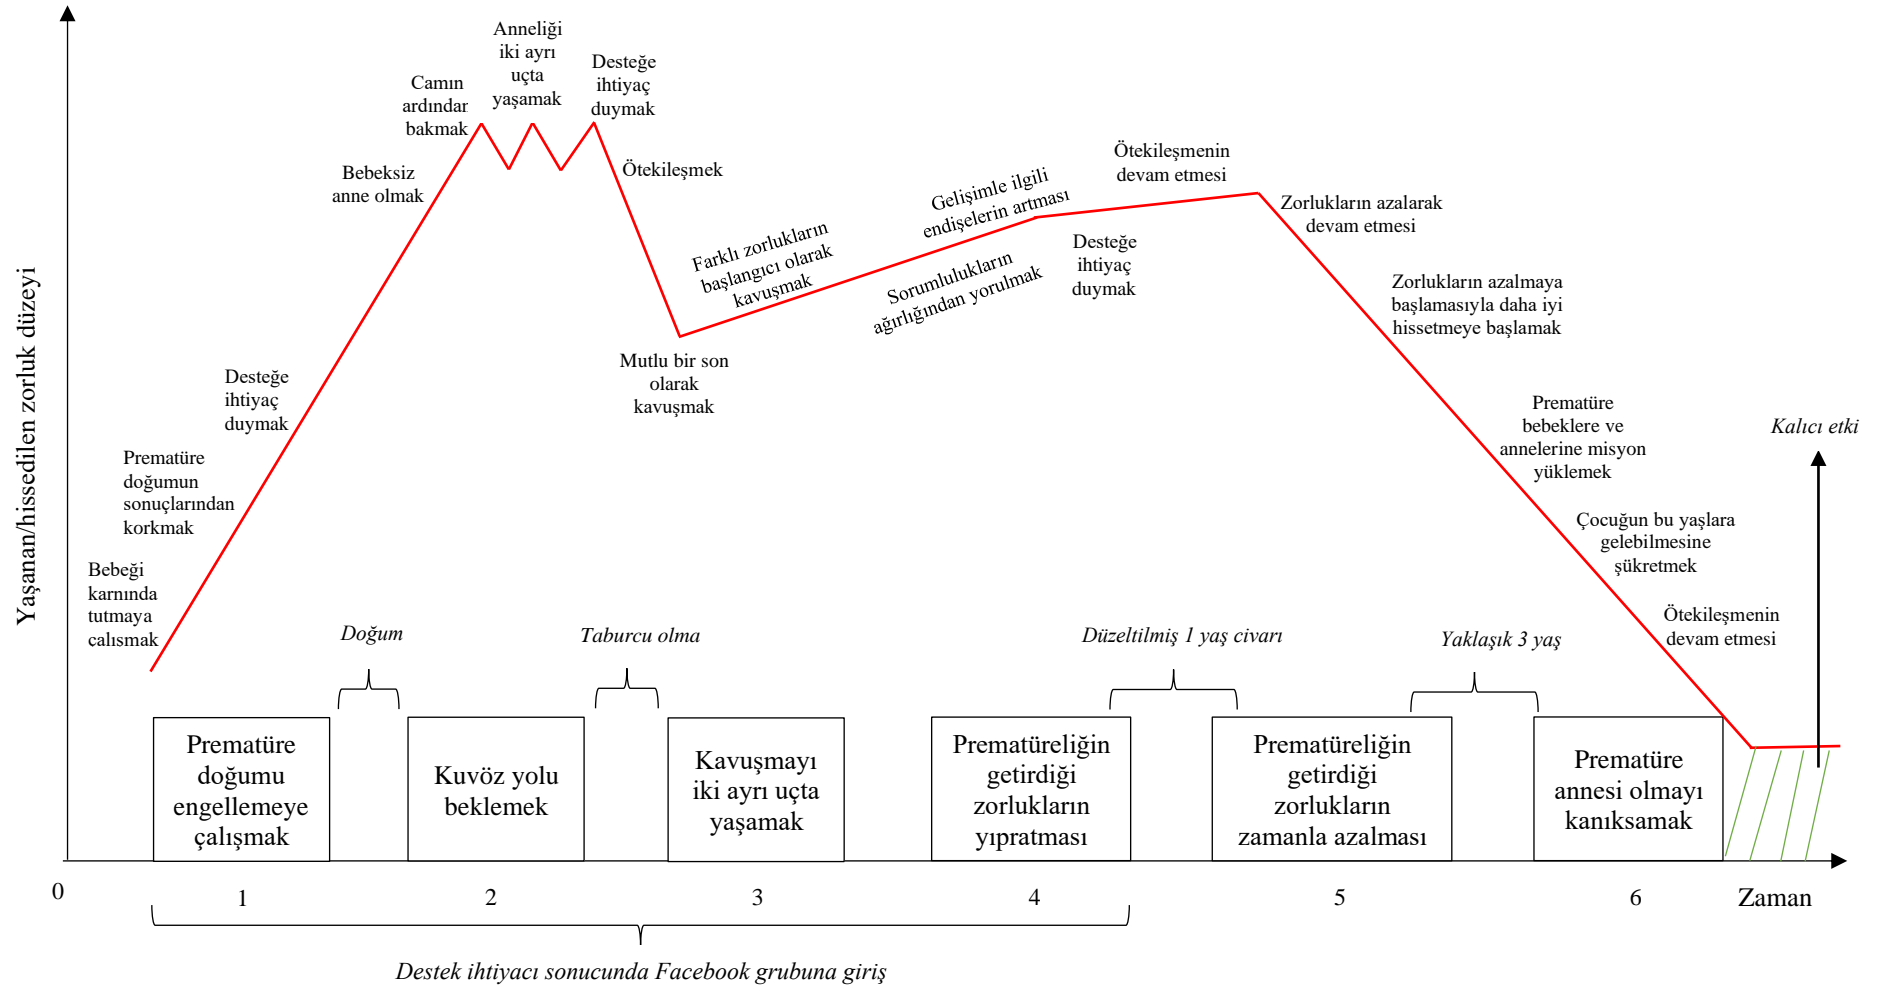 Anneliği
iki ayrı
uçta
yaşamak
Desteğe
ihtiyaç
duymak
Camın
ardından
bakmak
Bebeksiz
anne olmak
Ötekileşmek
Ötekileşmenin
devam etmesi
Gelişimle ilgili
endişelerin artması
Zorlukların azalarak
devam etmesi
Farklı zorlukların
başlangıcı olarak
kavuşmak
Sorumlulukların
ağırlığından yorulmak
Desteğe
ihtiyaç
duymak
Zorlukların azalmaya
başlamasıyla daha iyi
hissetmeye başlamak
Mutlu bir son
olarak
kavuşmak
Desteğe
ihtiyaç
duymak
Prematüre
bebeklere ve
annelerine misyon
yüklemek
Kalıcı etki
Prematüre
doğumun
sonuçlarından
korkmak
Çocuğun bu yaşlara
gelebilmesine
şükretmek
Bebeği
karnında
tutmaya
çalısmak
Ötekileşmenin
devam etmesi
Yaşanan/hissedilen zorluk düzeyi
Doğum
Taburcu olma
Düzeltilmiş 1 yaş civarı
Yaklaşık 3 yaş
Prematüre
doğumu
engellemeye
çalışmak
Kuvöz yolu
beklemek
Kavuşmayı
iki ayrı uçta
yaşamak
Prematüreliğin
getirdiği
zorlukların
yıpratması
Prematüreliğin
getirdiği
zorlukların
zamanla azalması
Prematüre
annesi olmayı
kanıksamak
0 1 2 3 4 5 6 Zaman
Destek ihtiyacı sonucunda Facebook grubuna giriş